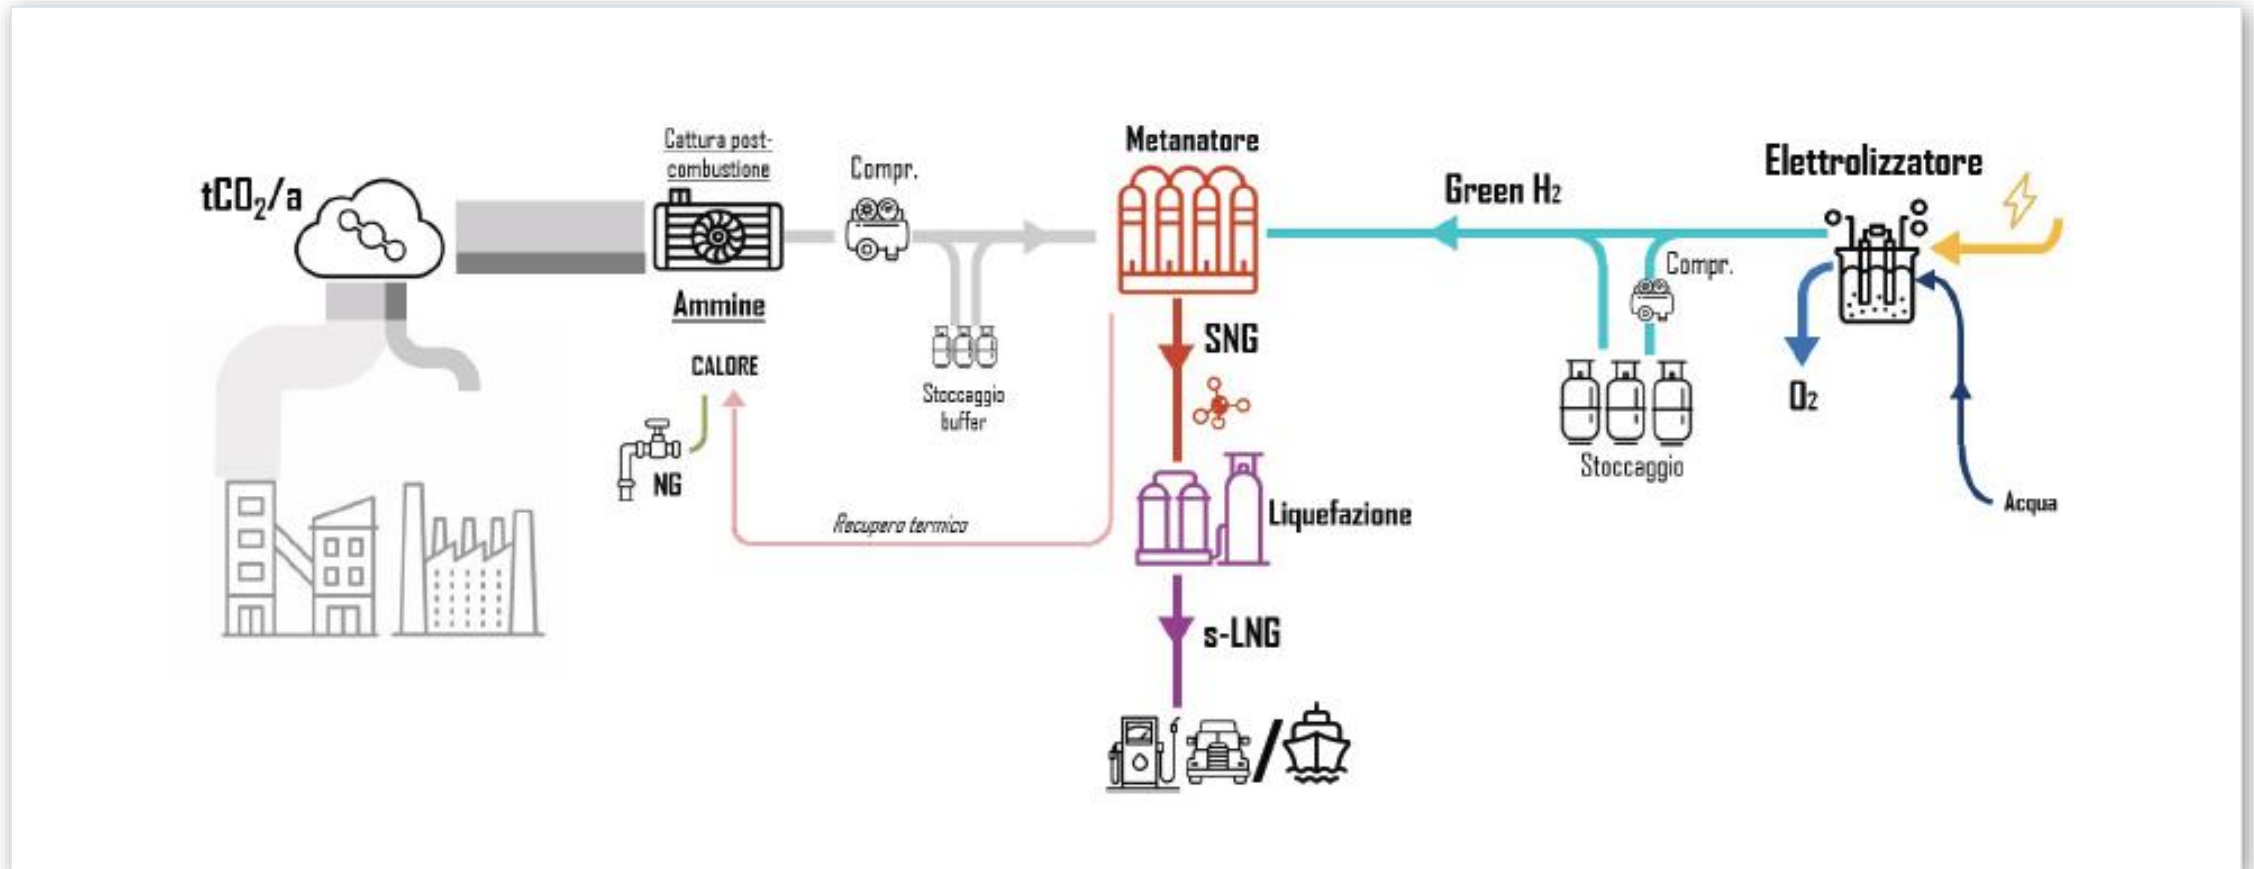 tCO₂/a
Cattura post-
combustione
Ammine
CALORE
NG
Compr.
Stoccaggio
buffer
Recupero termico
Metanatore
SNG
Liquefazione
s-LNG
Green H₂
Compr.
Stoccaggio
Elettrolizzatore
O₂
Acqua